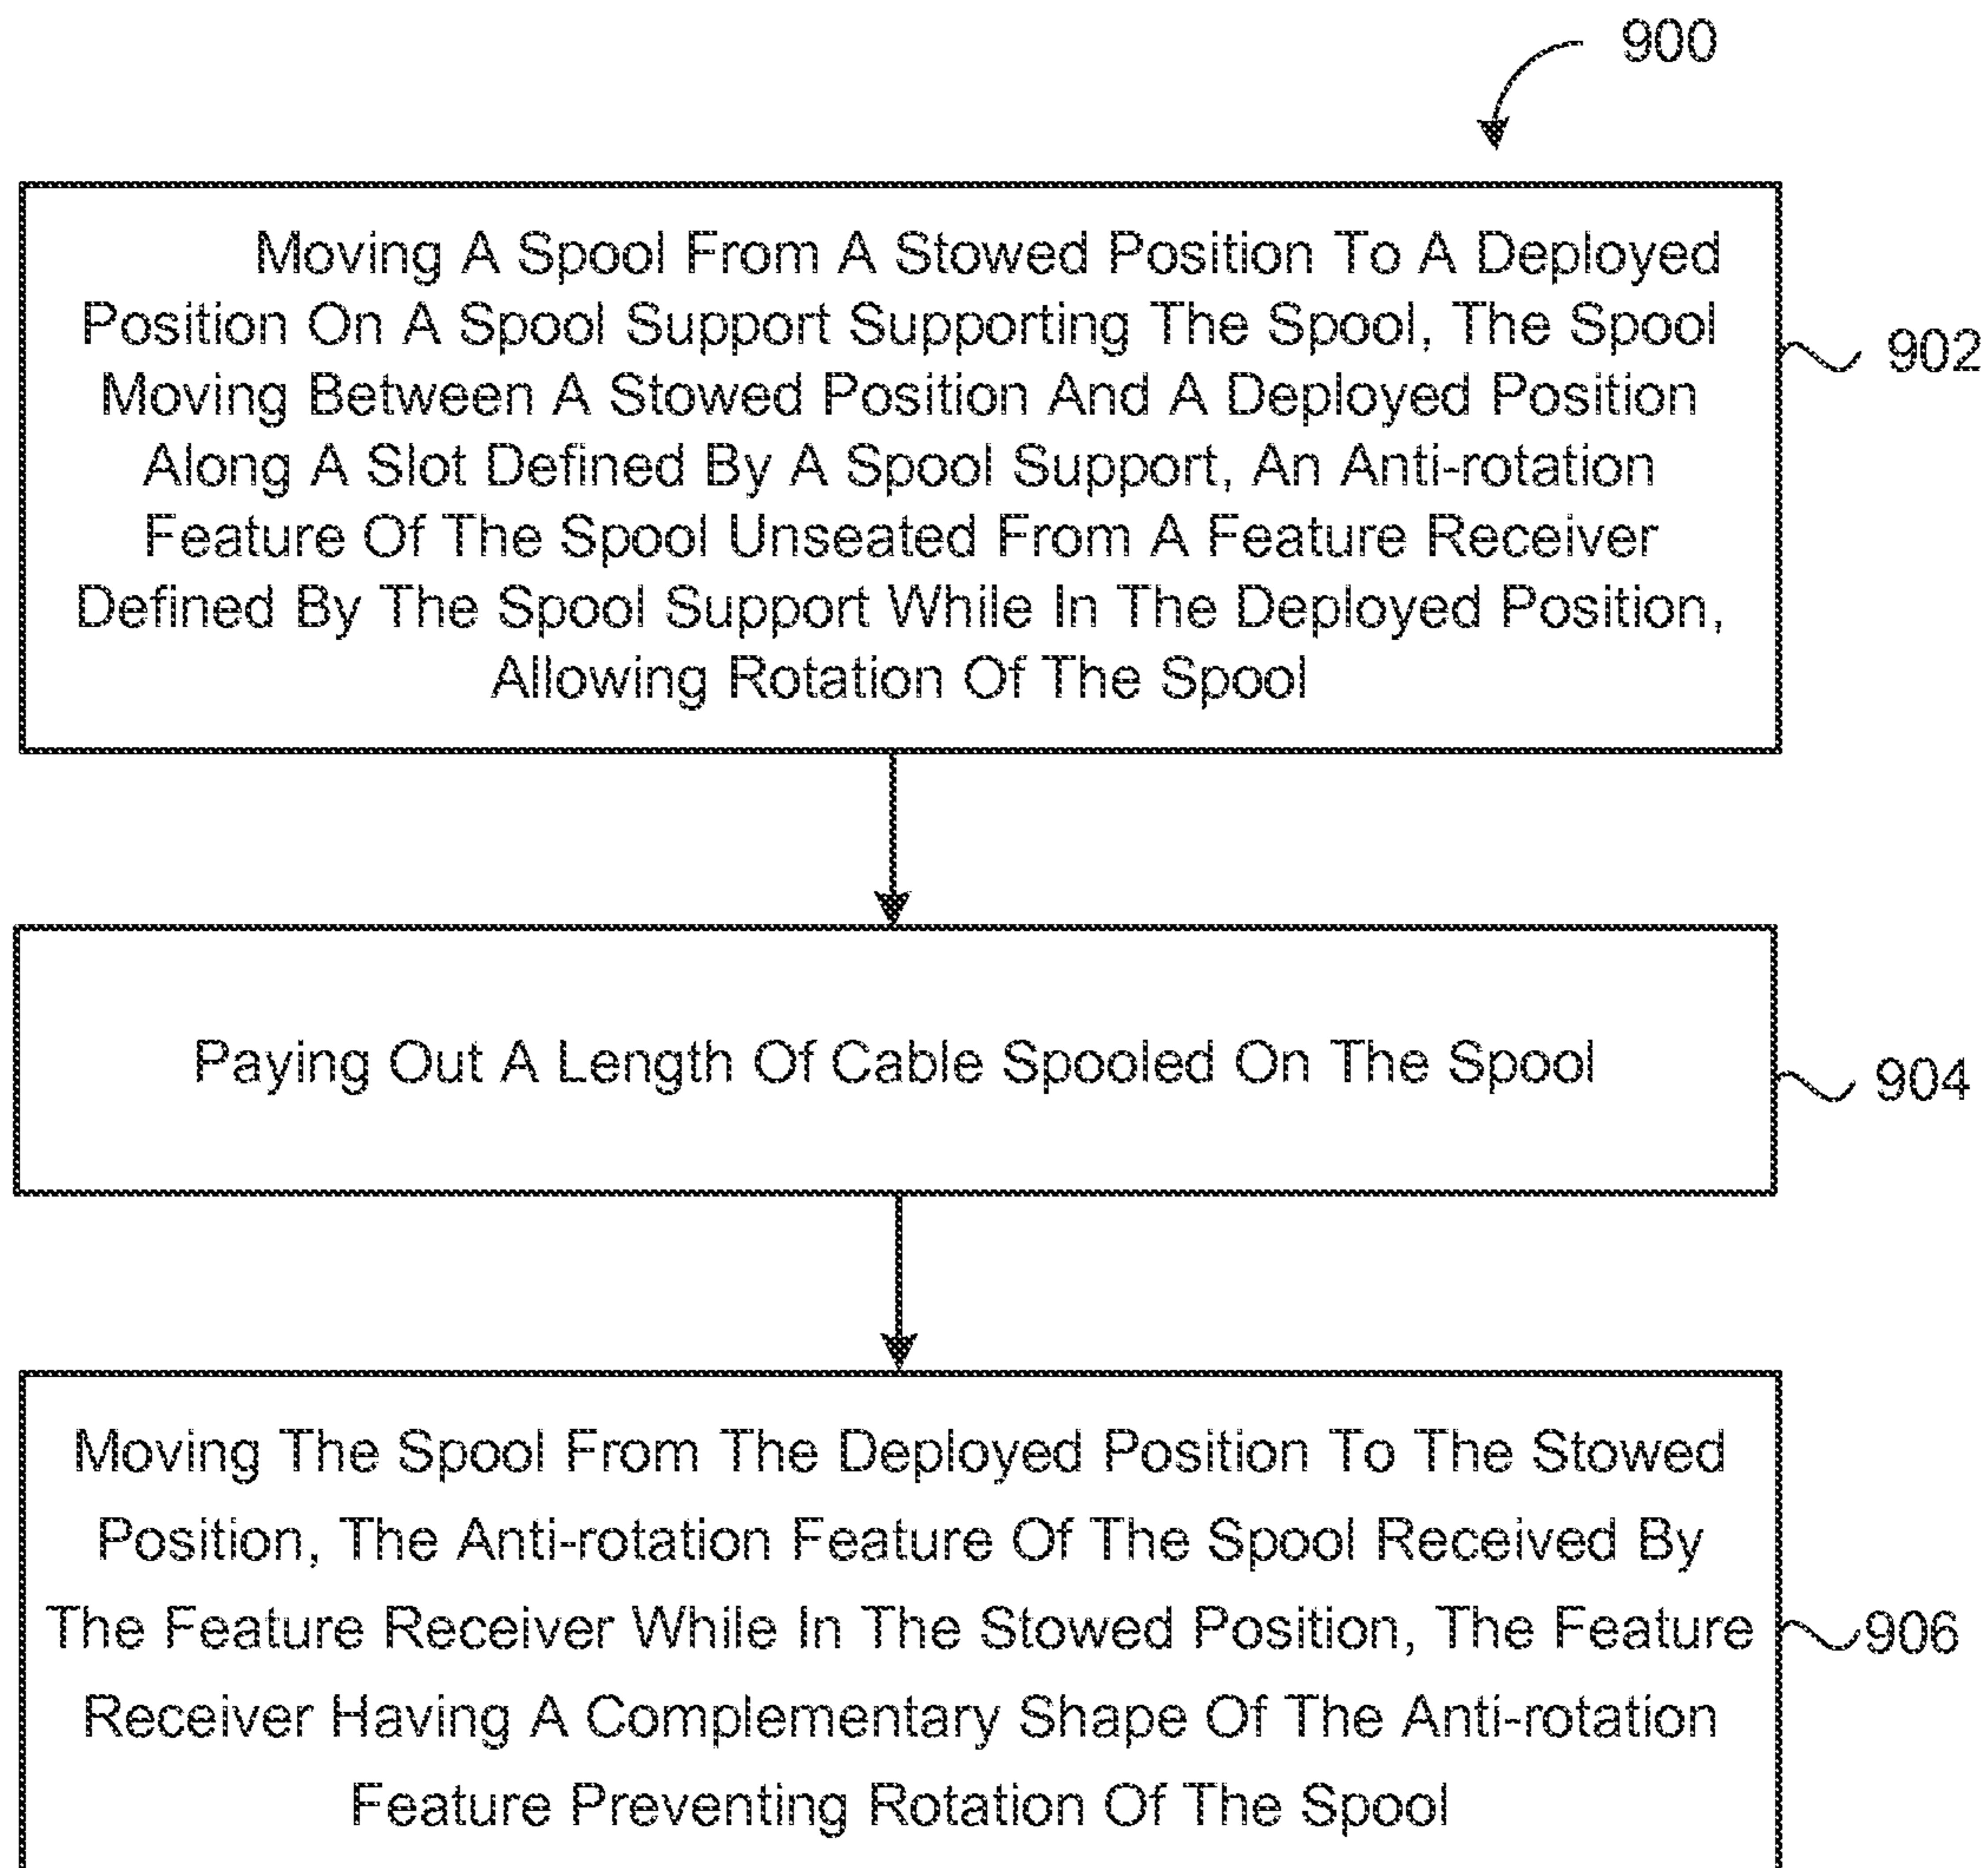 900
Moving A Spool From A Stowed Position To A Deployed
Position On A Spool Support Supporting The Spool, The Spool
Moving Between A Stowed Position And A Deployed Position
Along A Slot Defined By A Spool Support, An Anti-rotation
Feature Of The Spool Unseated From A Feature Receiver
Defined By The Spool Support While In The Deployed Position,
Allowing Rotation Of The Spool
902
Paying Out A Length Of Cable Spooled On The Spool
904
Moving The Spool From The Deployed Position To The Stowed
Position, The Anti-rotation Feature Of The Spool Received By
The Feature Receiver While In The Stowed Position, The Feature
Receiver Having A Complementary Shape Of The Anti-rotation
Feature Preventing Rotation Of The Spool
906